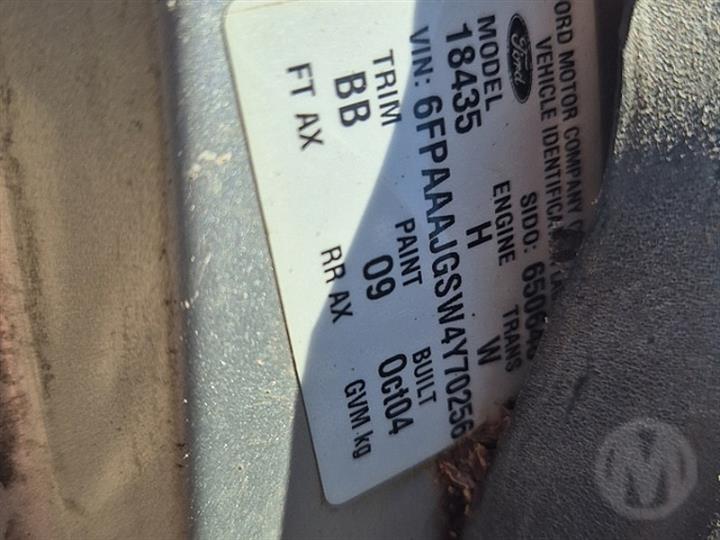 Ford
FORD MOTOR COMPANY
VEHICLE IDENTIFICA
SIDO: 65064
MODEL ENGINE TRANS
18435 H W
VIN: 6FPAAAJGSW4Y70256
TRIM PAINT BUILT
BB 09 Oct04
FT AX RR AX GVM kg
M